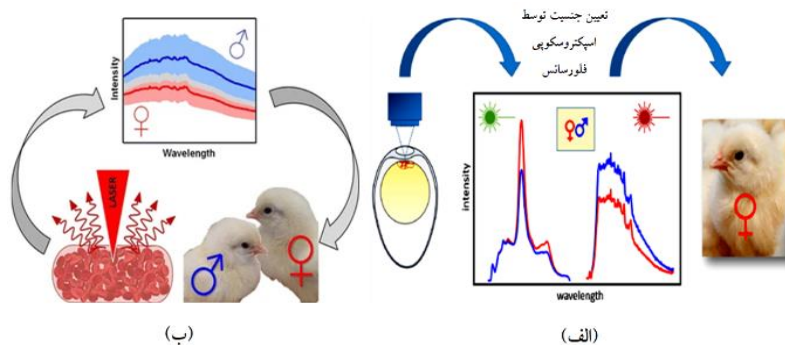 تعیین جنسیت توسط
اسپکتروسکوپی
فلورسانس
intensity
wavelength
(الف)
Intensity
Wavelength
LASER
(ب)